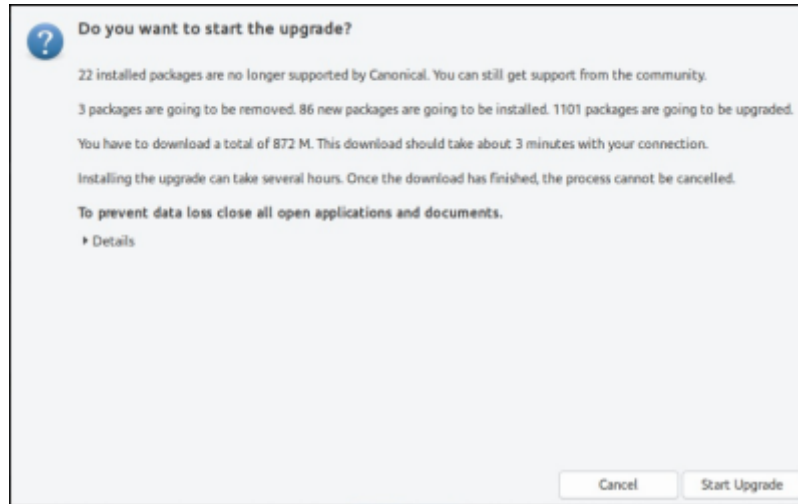 Do you want to start the upgrade?
22 installed packages are no longer supported by Canonical. You can still get support from the community.
3 packages are going to be removed. 86 new packages are going to be installed. 1101 packages are going to be upgraded.
You have to download a total of 872 M. This download should take about 3 minutes with your connection.
Installing the upgrade can take several hours. Once the download has finished, the process cannot be cancelled.
To prevent data loss close all open applications and documents.
Details
Cancel Start Upgrade